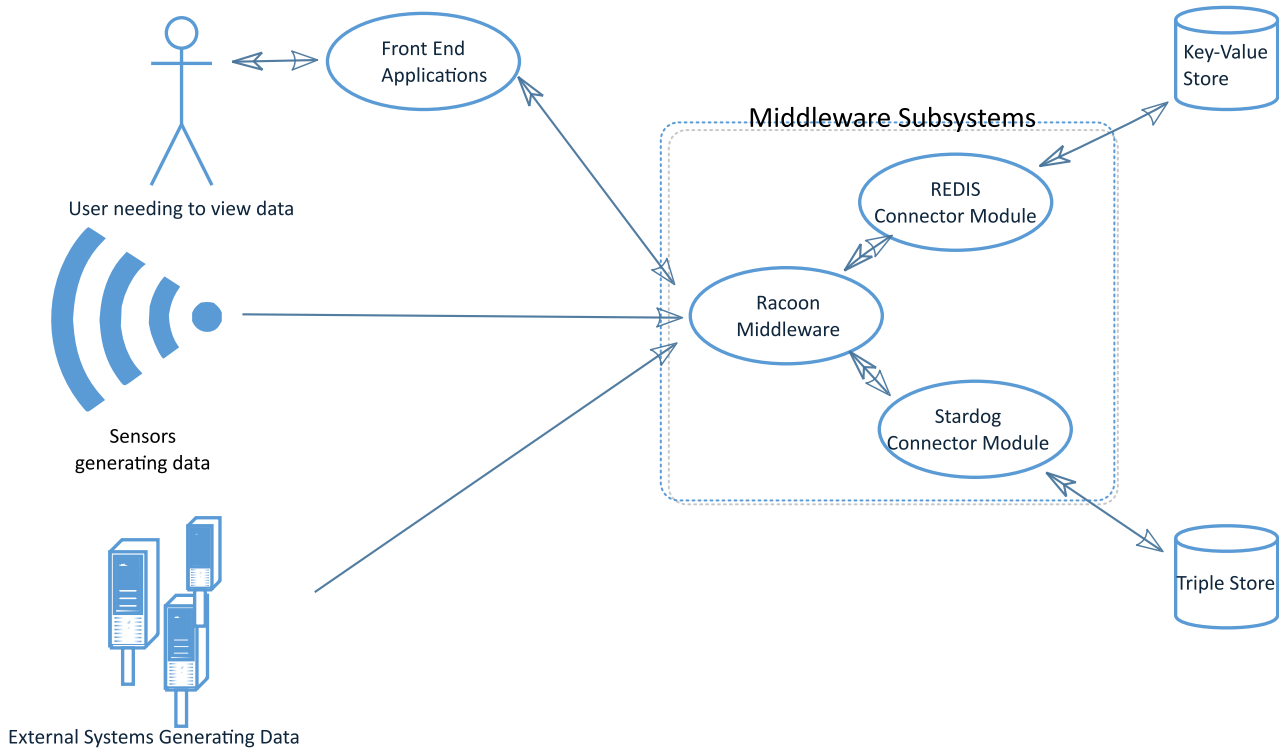 Front End
Applications
Key-Value
Store
Middleware Subsystems
REDIS
Connector Module
User needing to view data
Racoon
Middleware
Sensors
generating data
Stardog
Connector Module
Triple Store
External Systems Generating Data